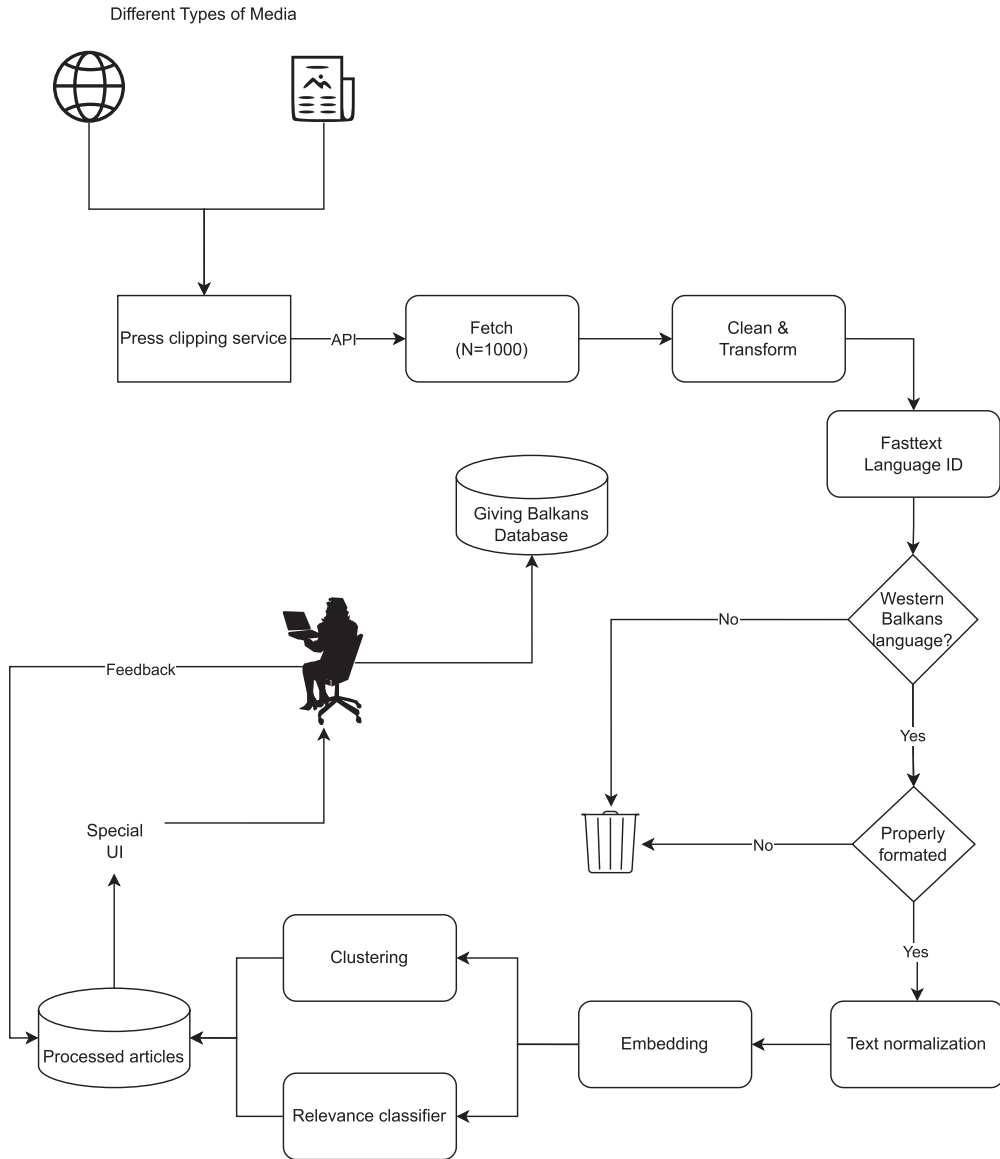 Different Types of Media
Press clipping service
API
Fetch
(N=1000)
Clean &
Transform
Fasttext
Language ID
Giving Balkans
Database
Western
Balkans
language?
No
Feedback
Yes
Special
UI
Properly
formated
No
Yes
Clustering
Processed articles
Embedding
Text normalization
Relevance classifier